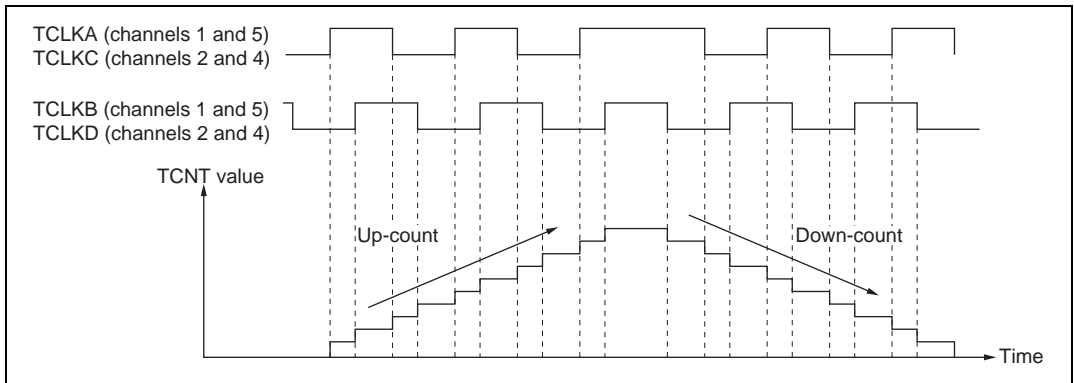 TCLKA (channels 1 and 5)
TCLKC (channels 2 and 4)
TCLKB (channels 1 and 5)
TCLKD (channels 2 and 4)
TCNT value
Up-count
Down-count
Time